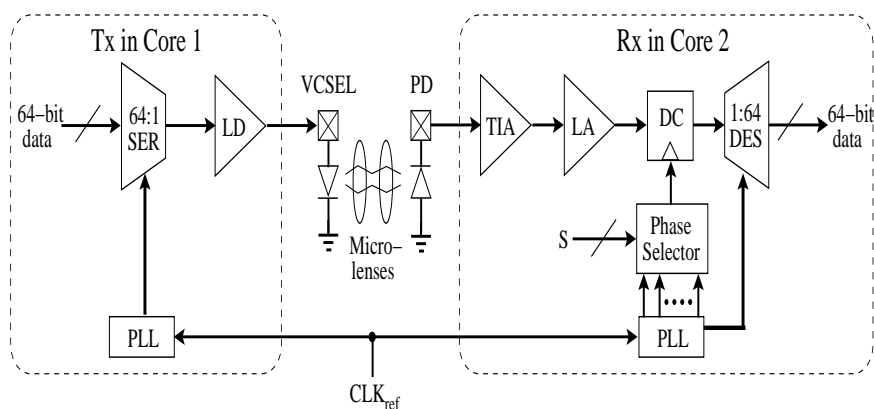 Tx in Core 1
Rx in Core 2
64−bit
data
64:1
SER
LD
VCSEL
PD
Micro−
lenses
TIA
LA
DC
1:64
DES
64−bit
data
S
Phase
Selector
PLL
PLL
CLKref